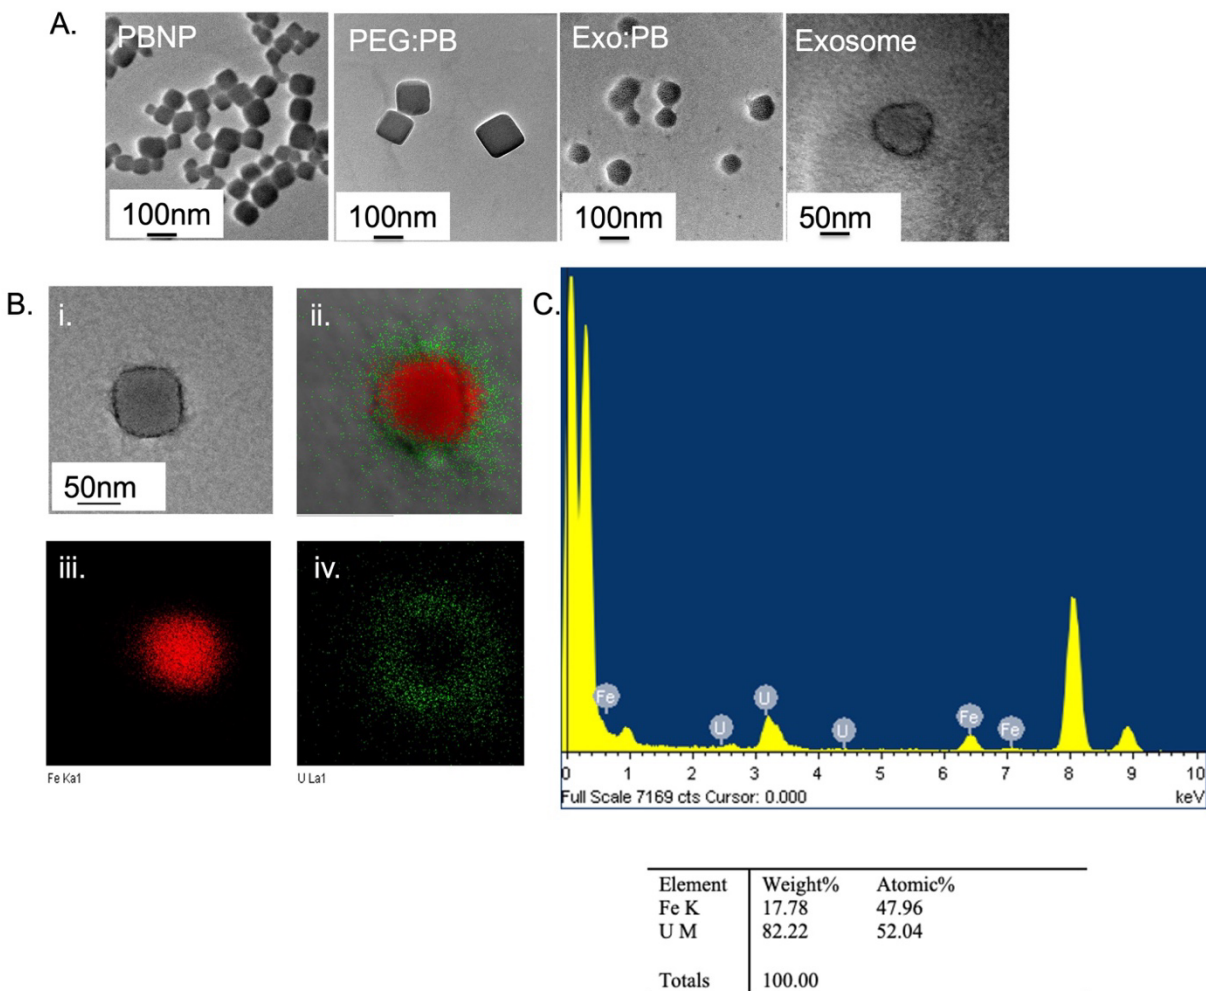 A.
PBNP
PEG:PB
Exo:PB
Exosome
100nm
100nm
100nm
50nm
B.
i.
ii.
50nm
iii.
iv.
Fe Ka1
U La1
C.
Fe
U
U
U
Fe
Fe
0 1 2 3 4 5 6 7 8 9 10
Full Scale 7169 cts Cursor: 0.000
keV
Element Weight% Atomic%
Fe K 17.78 47.96
U M 82.22 52.04
Totals 100.00